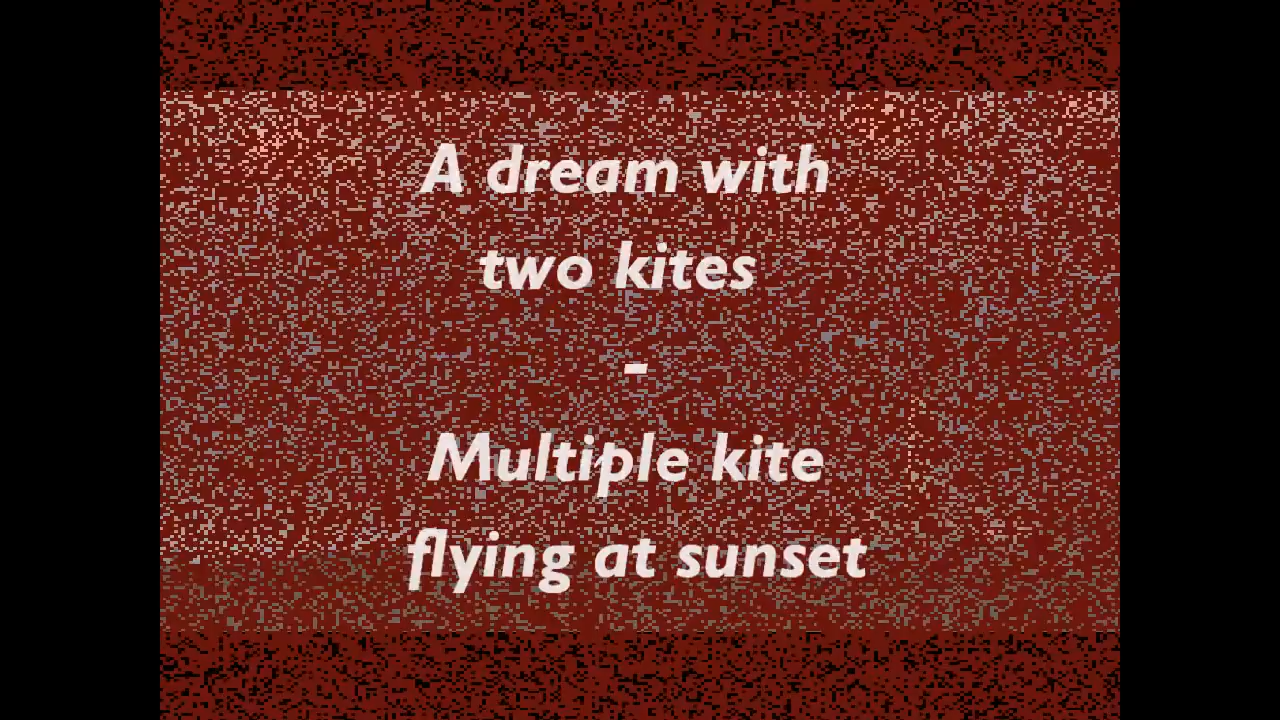 A dream with
two kites
-
Multiple kite
flying at sunset